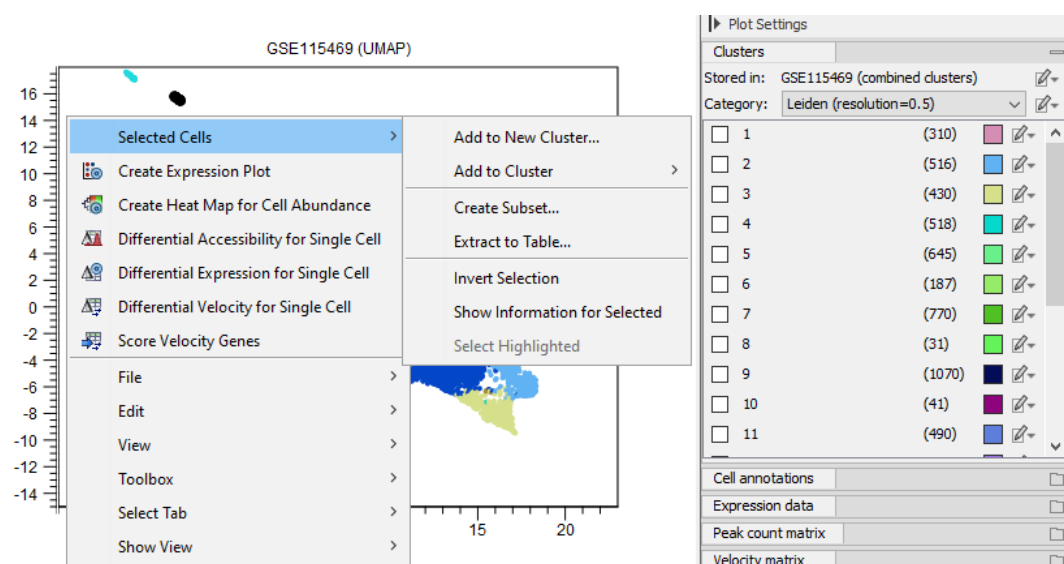 GSE115469 (UMAP)
16
14
12
10
8
6
4
2
0
-2
-4
-6
-8
-10
-12
-14
15
20
Selected Cells
Create Expression Plot
Create Heat Map for Cell Abundance
Differential Accessibility for Single Cell
Differential Expression for Single Cell
Differential Velocity for Single Cell
Score Velocity Genes
File
Edit
View
Toolbox
Select Tab
Show View
Add to New Cluster...
Add to Cluster
Create Subset...
Extract to Table...
Invert Selection
Show Information for Selected
Select Highlighted
Plot Settings
Clusters
Stored in: GSE115469 (combined clusters)
Category: Leiden (resolution=0.5)
1 (310)
2 (516)
3 (430)
4 (518)
5 (645)
6 (187)
7 (770)
8 (31)
9 (1070)
10 (41)
11 (490)
Cell annotations
Expression data
Peak count matrix
Velocity matrix